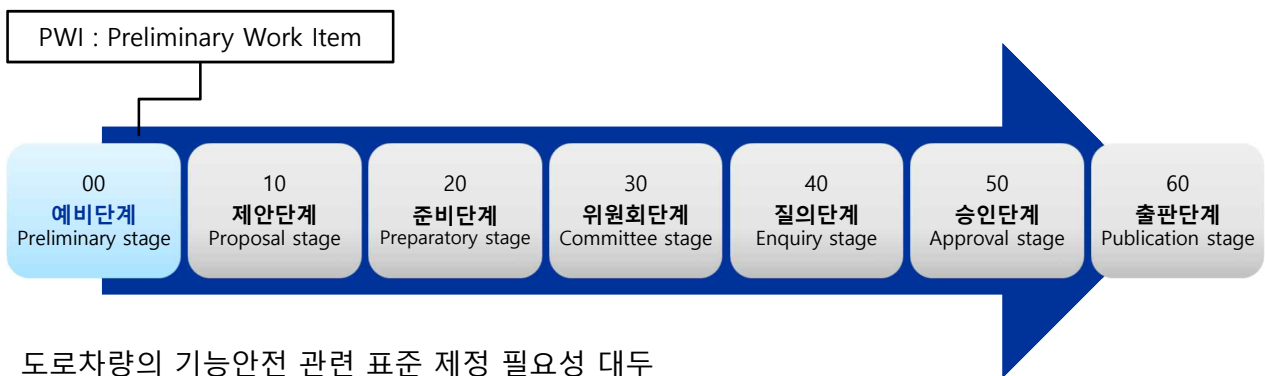 PWI : Preliminary Work Item
00
예비단계
Preliminary stage
10
제안단계
Proposal stage
20
준비단계
Preparatory stage
30
위원회단계
Committee stage
40
질의단계
Enquiry stage
50
승인단계
Approval stage
60
출판단계
Publication stage
도로차량의 기능안전 관련 표준 제정 필요성 대두